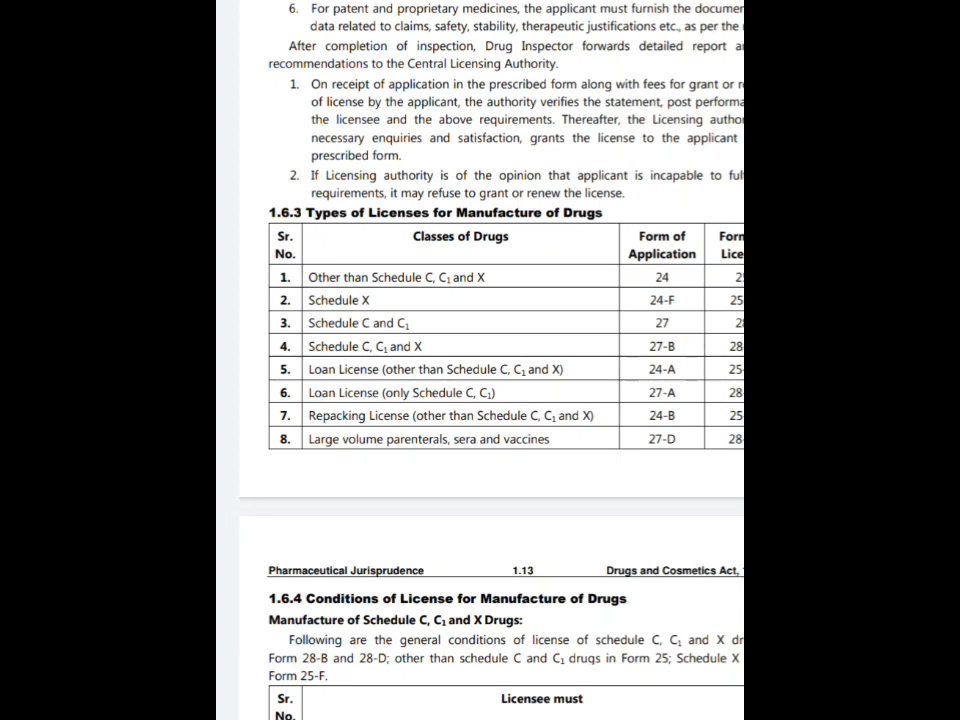 6. For patent and proprietary medicines, the applicant must furnish the
data related to claims, safety, stability, therapeutic justifications etc., as per the
After completion of inspection, Drug Inspector forwards detailed report
recommendations to the Central Licensing Authority.
1. On receipt of application in the prescribed form along with fees for grant or
of license by the applicant, the authority verifies the statement, post
the licensee and the above requirements. Thereafter, the Licensing
necessary enquiries and satisfaction, grants the license to the applicant
prescribed form.
2. If Licensing authority is of the opinion that applicant is incapable to
requirements, it may refuse to grant or renew the license.
1.6.3 Types of Licenses for Manufacture of Drugs
Sr. No. Classes of Drugs Form of Application
1. Other than Schedule C, C₁ and X 24
2. Schedule X 24-F 25
3. Schedule C and C₁ 27
4. Schedule C, C₁ and X 27-B 28-
5. Loan License (other than Schedule C, C₁ and X) 24-A 25-
6. Loan License (only Schedule C, C₁) 27-A 28-
7. Repacking License (other than Schedule C, C₁ and X) 24-B 25-
8. Large volume parenterals, sera and vaccines 27-D 28-
Pharmaceutical Jurisprudence 1.13 Drugs and Cosmetics Act,
1.6.4 Conditions of License for Manufacture of Drugs
Manufacture of Schedule C, C₁ and X Drugs:
Following are the general conditions of license of schedule C, C₁ and X
Form 28-B and 28-D; other than schedule C and C₁ drugs in Form 25; Schedule X
Form 25-F.
Sr. No. Licensee must